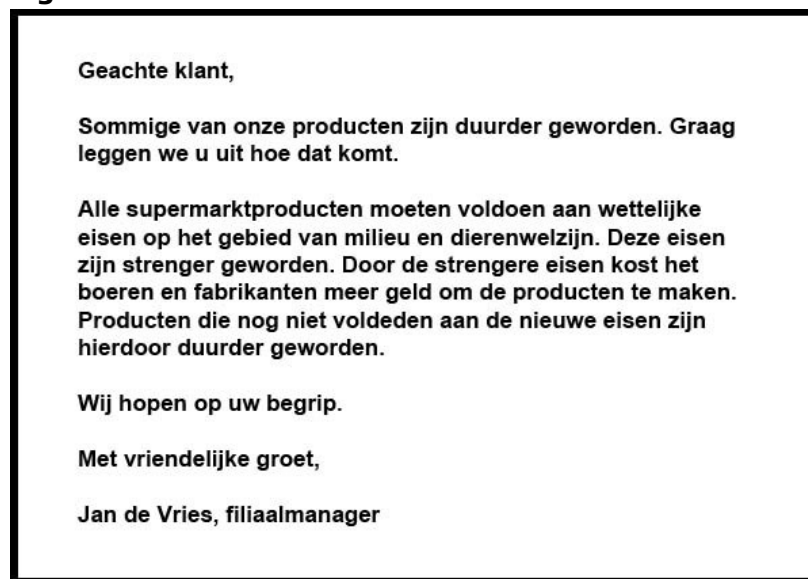 Geachte klant,
Sommige van onze producten zijn duurder geworden. Graag
leggen we u uit hoe dat komt.
Alle supermarktproducten moeten voldoen aan wettelijke
eisen op het gebied van milieu en dierenwelzijn. Deze eisen
zijn strenger geworden. Door de strengere eisen kost het
boeren en fabrikanten meer geld om de producten te maken.
Producten die nog niet voldeden aan de nieuwe eisen zijn
hierdoor duurder geworden.
Wij hopen op uw begrip.
Met vriendelijke groet,
Jan de Vries, filiaalmanager